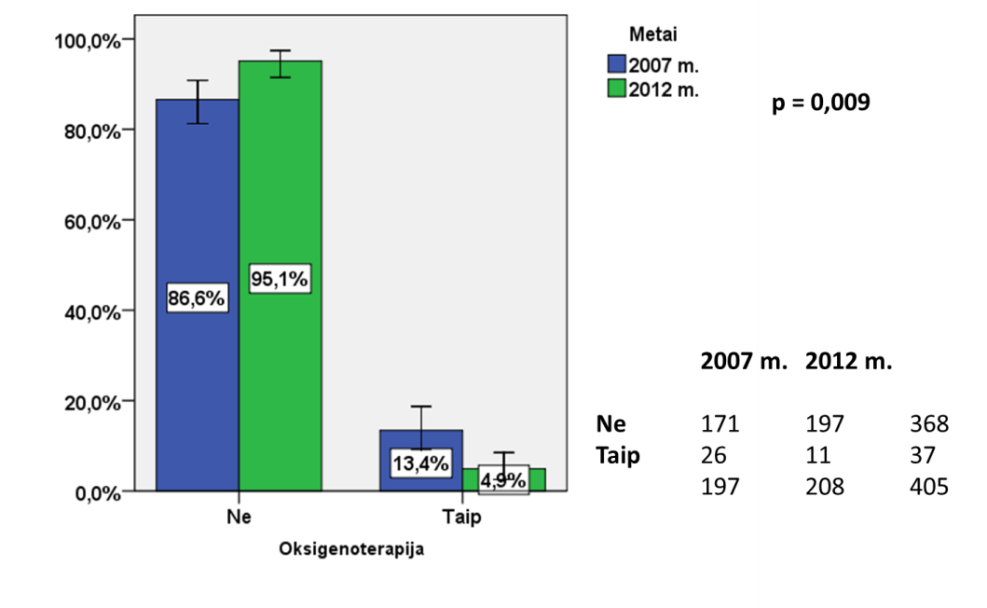 100,0%
80,0%
60,0%
40,0%
20,0%
0,0%
86,6%
95,1%
13,4%
4,9%
Ne Taip
Oksigenoterapija
Metai
2007 m.
2012 m.
p = 0,009
2007 m. 2012 m.
Ne 171 197 368
Taip 26 11 37
197 208 405